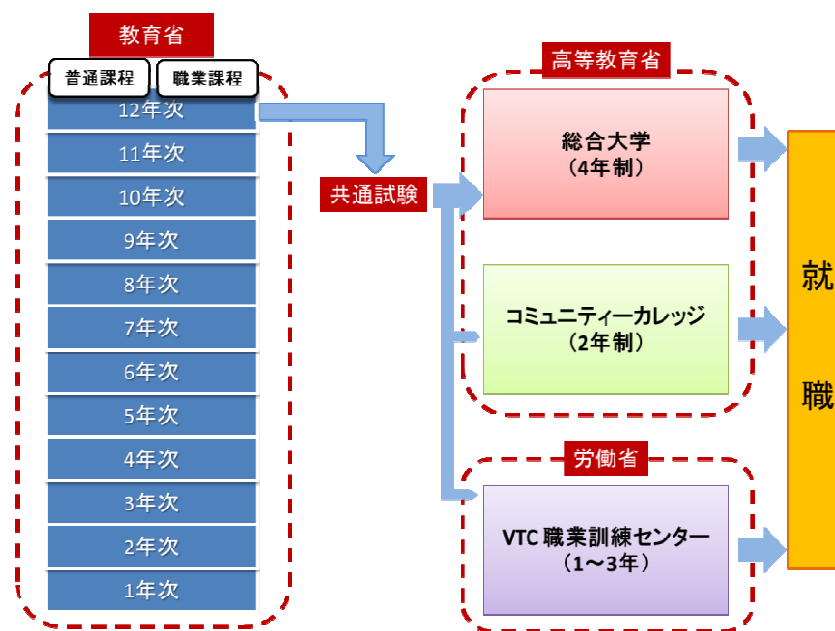 教育省
普通課程
職業課程
12年次
11年次
10年次
9年次
8年次
7年次
6年次
5年次
4年次
3年次
2年次
1年次
共通試験
高等教育省
総合大学
(4年制)
コミュニティーカレッジ
(2年制)
労働省
VTC 職業訓練センター
(1～3年)
就
職